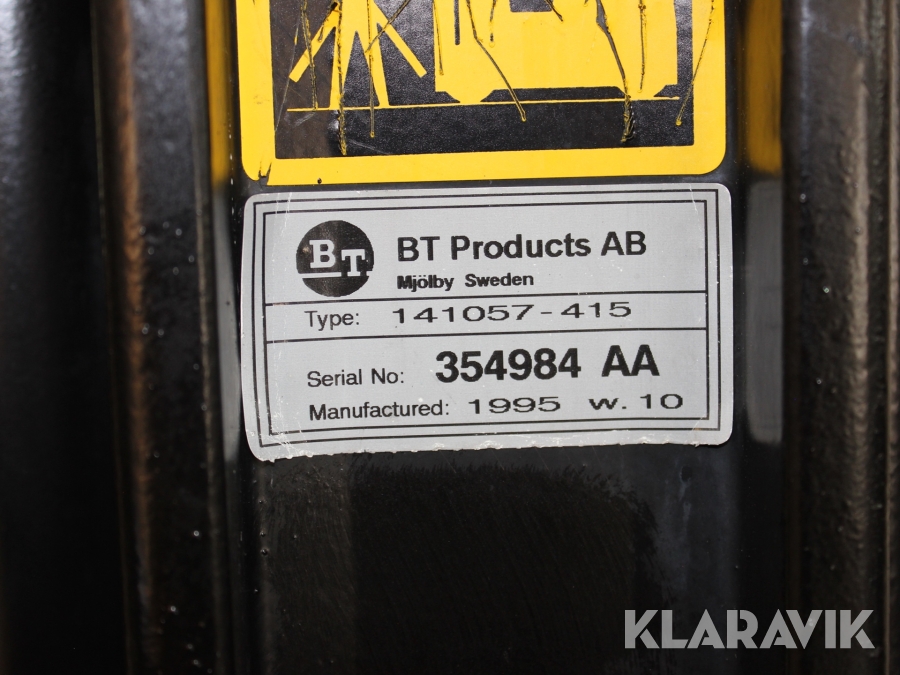 BT
BT Products AB
Mjölby Sweden
Type: 141057-415
Serial No: 354984 AA
Manufactured: 1995 w.10
KLARAVIK